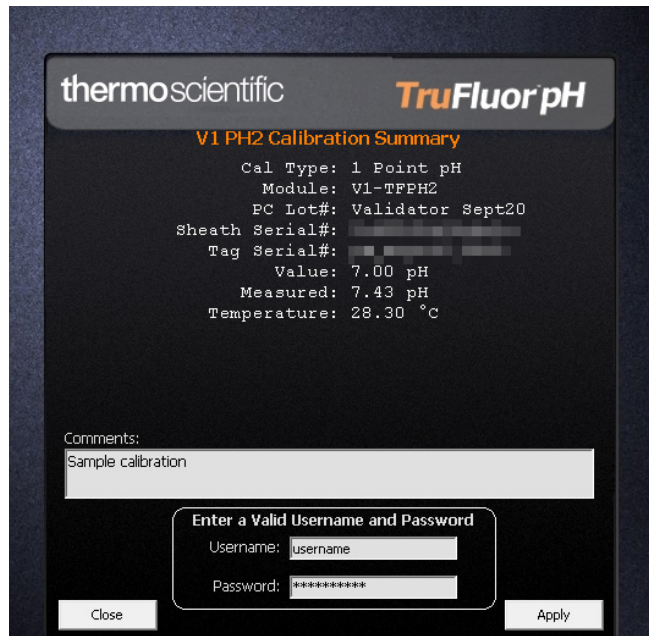 thermoscientific
TruFluor pH
V1 PH2 Calibration Summary
Cal Type: 1 Point pH
Module: V1-TFPH2
PC Lot#: Validator Sept20
Sheath Serial#:
Tag Serial#:
Value: 7.00 pH
Measured: 7.43 pH
Temperature: 28.30 °C
Comments:
Sample calibration
Enter a Valid Username and Password
Username: username
Password: **********
Close
Apply